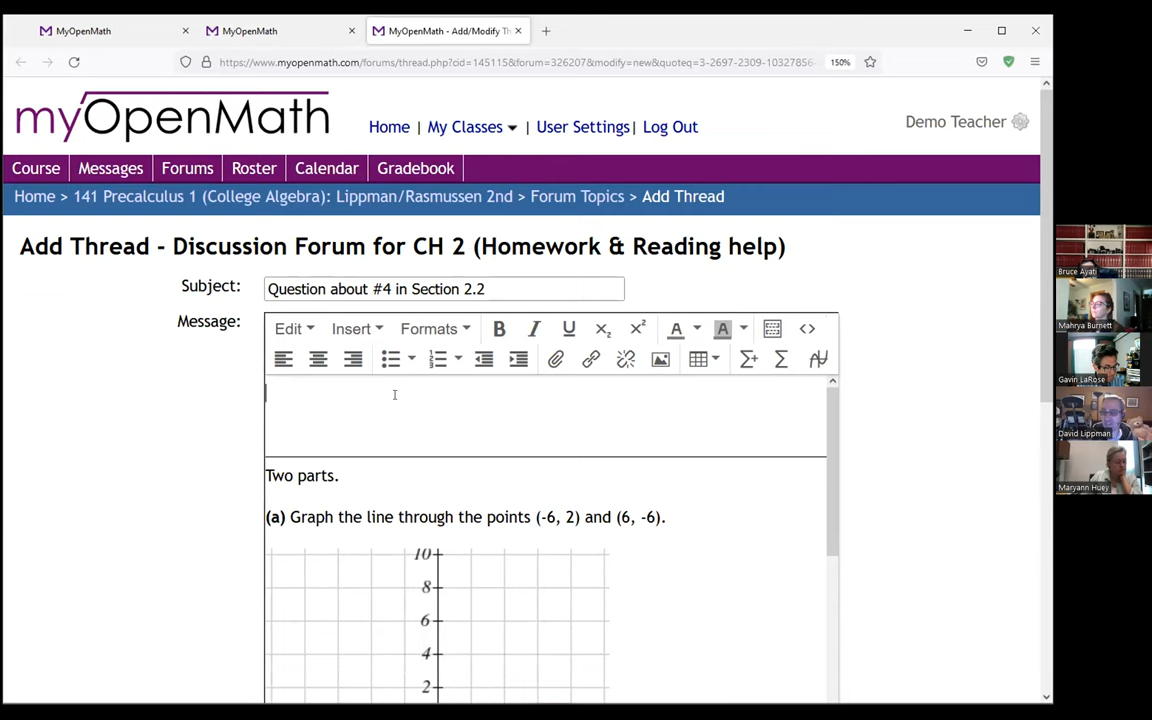 MyOpenMath
MyOpenMath
MyOpenMath - Add/Modify Th
https://www.myopenmath.com/forums/thread.php?cid=145115&forum=326207&modify=new&quoteq=3-2697-2309-10327856-
150%
myOpenMath
Home | My Classes | User Settings | Log Out
Demo Teacher
Course Messages Forums Roster Calendar Gradebook
Home > 141 Precalculus 1 (College Algebra): Lippman/Rasmussen 2nd > Forum Topics > Add Thread
Add Thread - Discussion Forum for CH 2 (Homework & Reading help)
Subject: Question about #4 in Section 2.2
Message:
Edit Insert Formats B I U x₂ x² A A <>
Two parts.
(a) Graph the line through the points (-6, 2) and (6, -6).
10
8
6
4
2
Bruce Ayati
Mahrya Burnett
Gavin LaRose
David Lippman
Maryann Huey